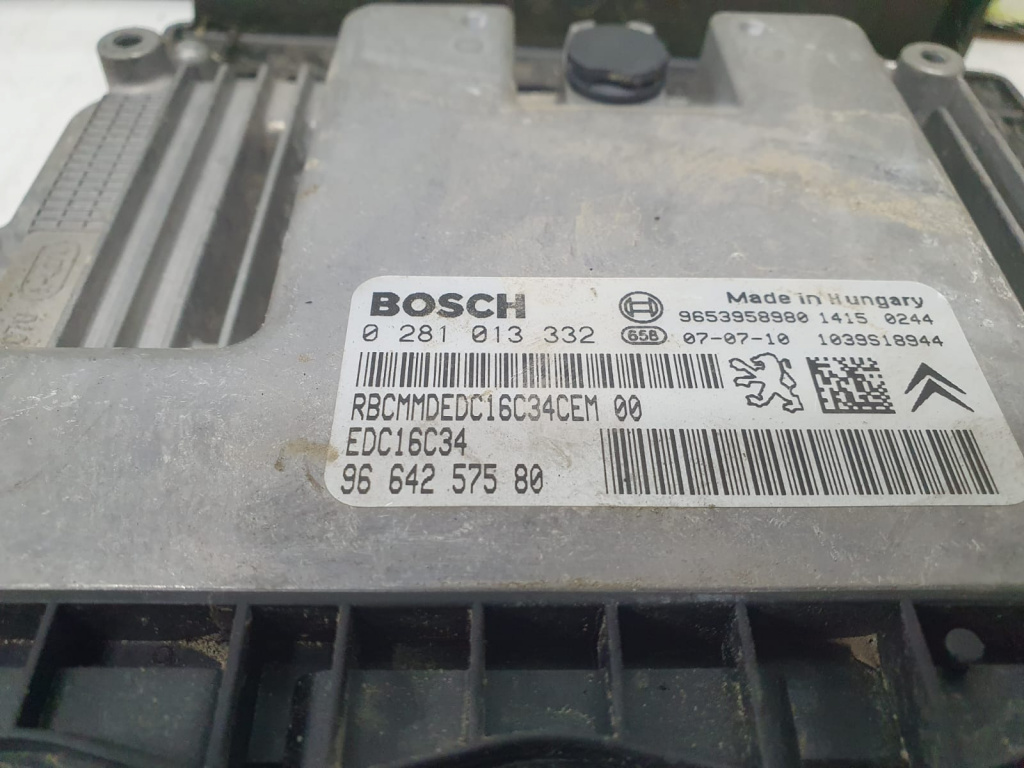 BOSCH
Made in Hungary
9653958980 1415 0244
0 281 013 332
658 07-07-10 1039S18944
RBCMMDEDC16C34CEM 00
EDC16C34
96 642 575 80